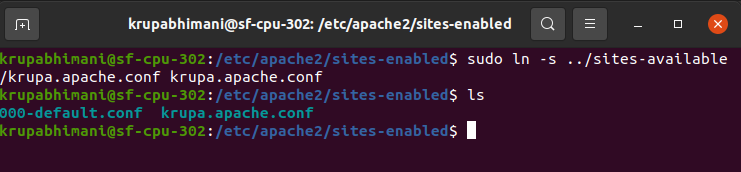 krupabhimani@sf-cpu-302: /etc/apache2/sites-enabled
krupabhimani@sf-cpu-302:/etc/apache2/sites-enabled$ sudo ln -s ../sites-available
/krupa.apache.conf krupa.apache.conf
krupabhimani@sf-cpu-302:/etc/apache2/sites-enabled$ ls
000-default.conf  krupa.apache.conf
krupabhimani@sf-cpu-302:/etc/apache2/sites-enabled$